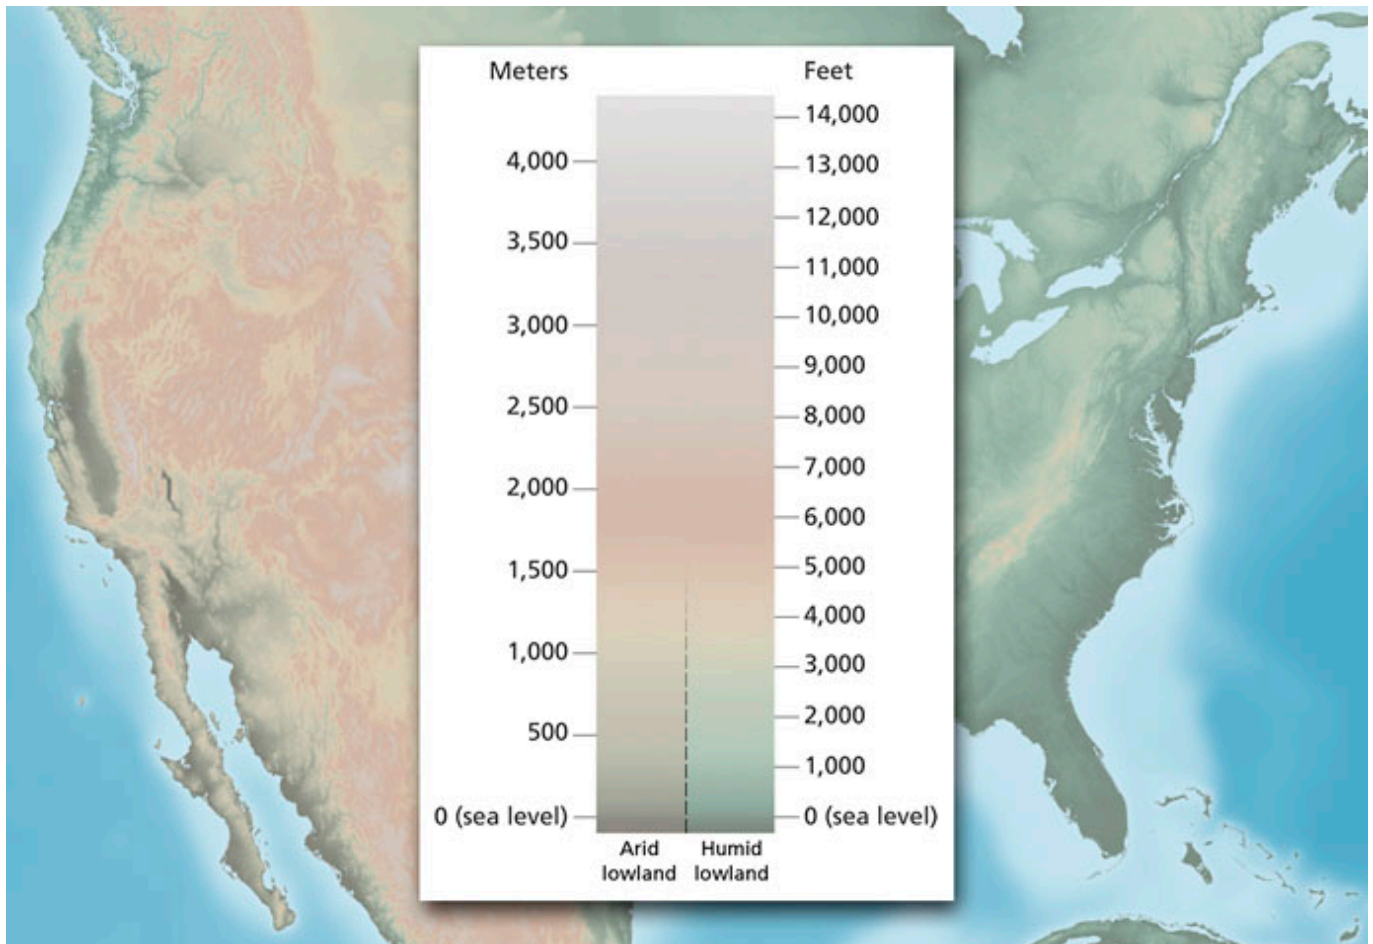 Meters
Feet
14,000
4,000
13,000
12,000
3,500
11,000
3,000
10,000
9,000
2,500
8,000
7,000
2,000
6,000
1,500
5,000
4,000
1,000
3,000
2,000
500
1,000
0 (sea level)
0 (sea level)
Arid
lowland
Humid
lowland